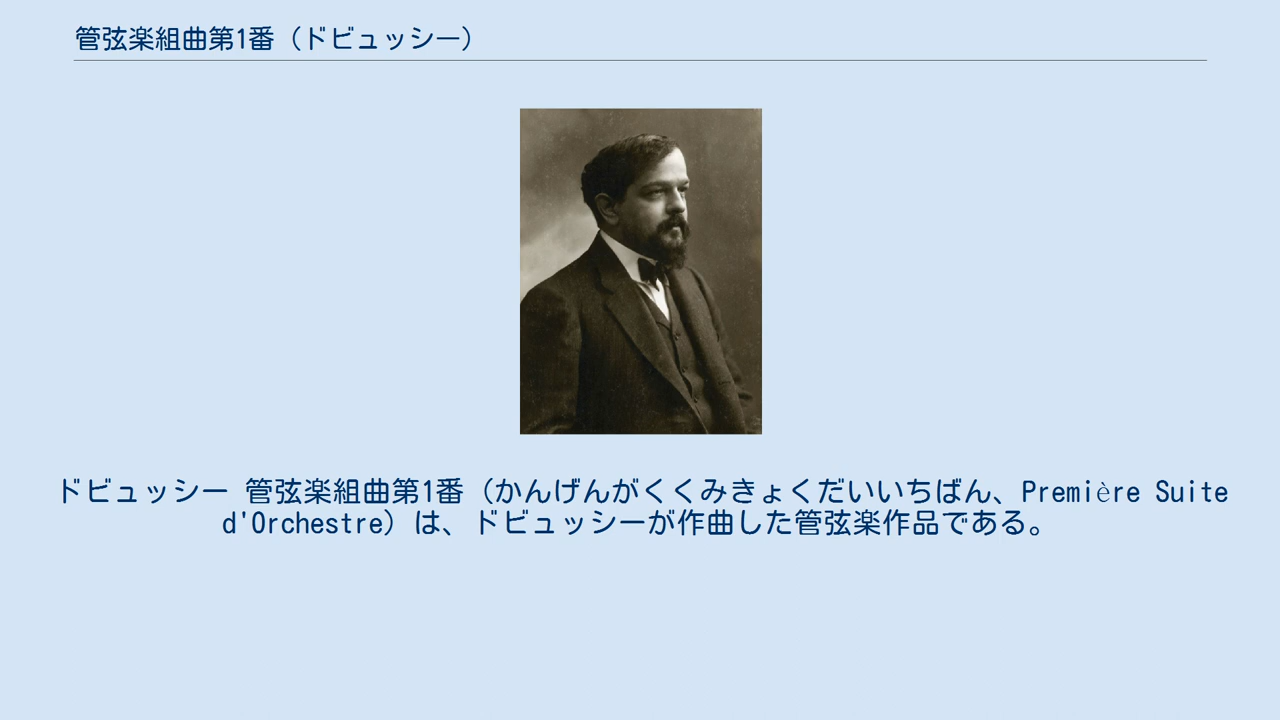 管弦楽組曲第1番（ドビュッシー）
ドビュッシー 管弦楽組曲第1番（かんげんがくくみきょくだいいちばん、Première Suite
d'Orchestre）は、ドビュッシーが作曲した管弦楽作品である。